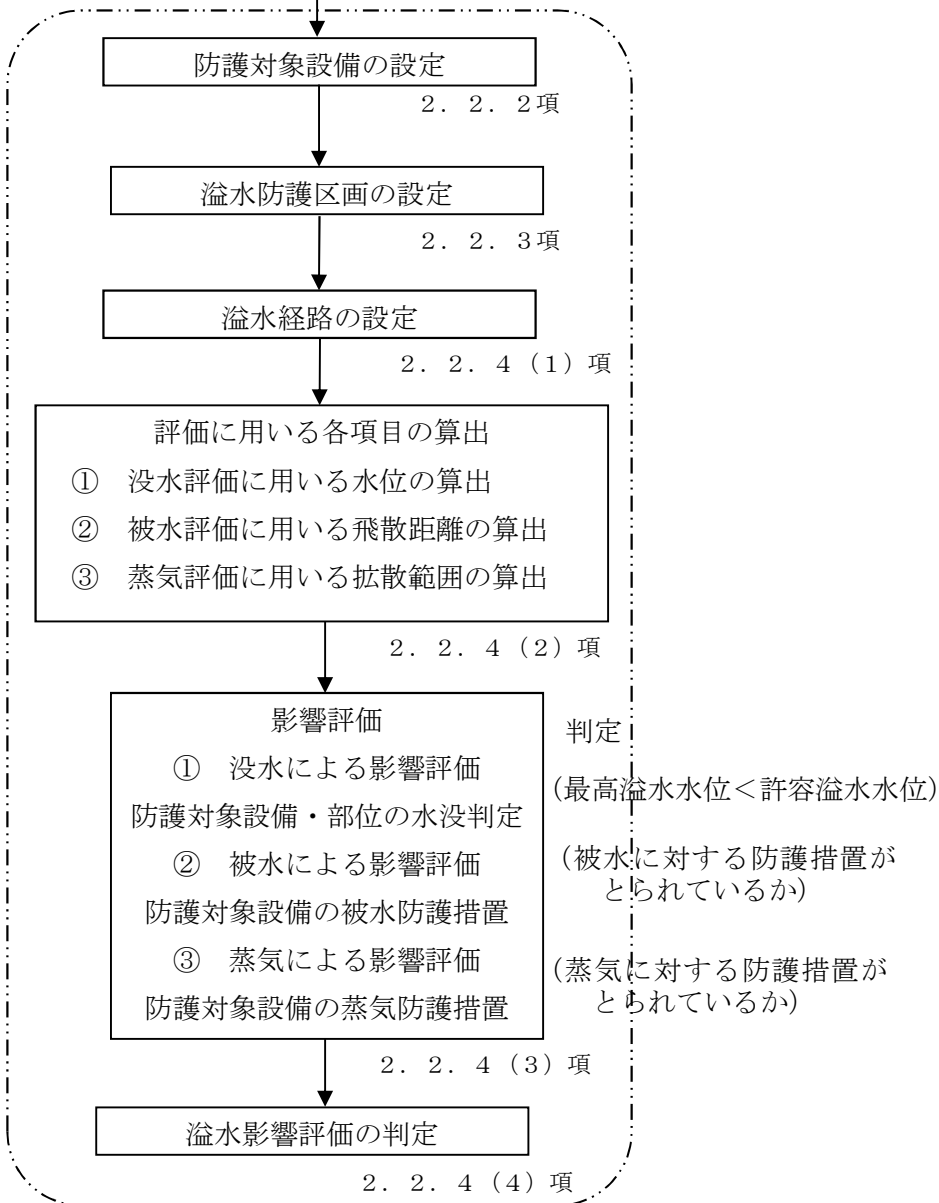 防護対象設備の設定
２．２．２項
溢水防護区画の設定
２．２．３項
溢水経路の設定
２．２．４（１）項
評価に用いる各項目の算出
① 没水評価に用いる水位の算出
② 被水評価に用いる飛散距離の算出
③ 蒸気評価に用いる拡散範囲の算出
２．２．４（２）項
影響評価
① 没水による影響評価
防護対象設備・部位の水没判定
② 被水による影響評価
防護対象設備の被水防護措置
③ 蒸気による影響評価
防護対象設備の蒸気防護措置
判定
（最高溢水水位＜許容溢水水位）
（被水に対する防護措置が
とられているか）
（蒸気に対する防護措置が
とられているか）
２．２．４（３）項
溢水影響評価の判定
２．２．４（４）項